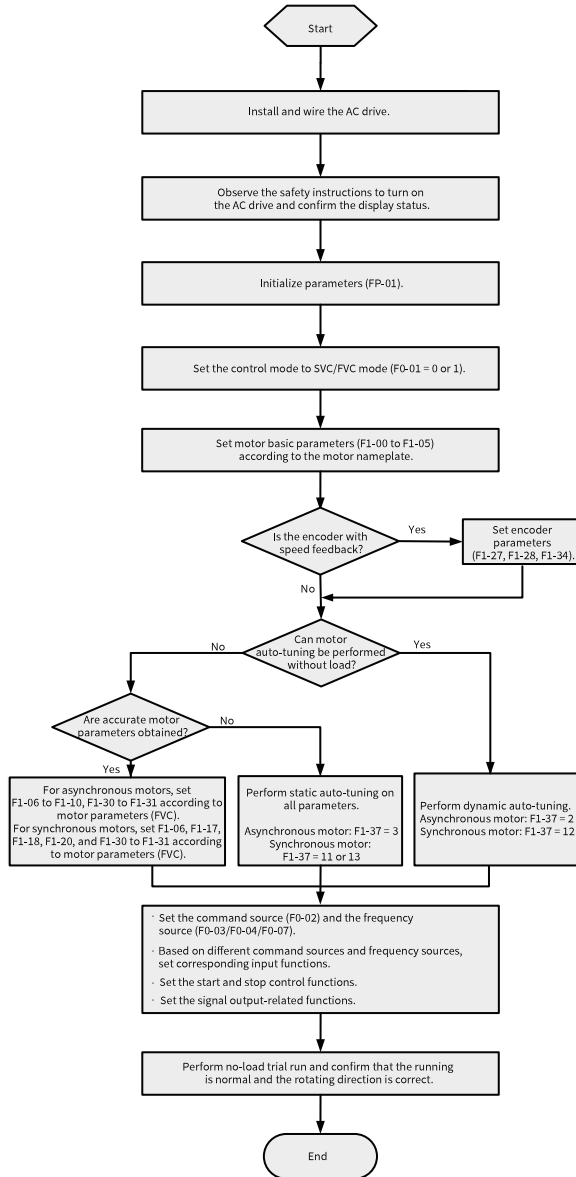 Start
Install and wire the AC drive.
Observe the safety instructions to turn on
the AC drive and confirm the display status.
Initialize parameters (FP-01).
Set the control mode to SVC/FVC mode (F0-01 = 0 or 1).
Set motor basic parameters (F1-00 to F1-05)
according to the motor nameplate.
Is the encoder with
speed feedback?
Yes
Set encoder
parameters
(F1-27, F1-28, F1-34).
No
Can motor
auto-tuning be performed
without load?
No
Yes
Are accurate motor
parameters obtained?
No
Yes
For asynchronous motors, set
F1-06 to F1-10, F1-30 to F1-31 according to
motor parameters (FVC).
For synchronous motors, set F1-06, F1-17,
F1-18, F1-20, and F1-30 to F1-31 according
to motor parameters (FVC).
Perform static auto-tuning on
all parameters.
Asynchronous motor: F1-37 = 3
Synchronous motor:
F1-37 = 11 or 13
Perform dynamic auto-tuning.
Asynchronous motor: F1-37 = 2
Synchronous motor: F1-37 = 12
· Set the command source (F0-02) and the frequency
source (F0-03/F0-04/F0-07).
· Based on different command sources and frequency sources,
set corresponding input functions.
· Set the start and stop control functions.
· Set the signal output-related functions.
Perform no-load trial run and confirm that the running
is normal and the rotating direction is correct.
End